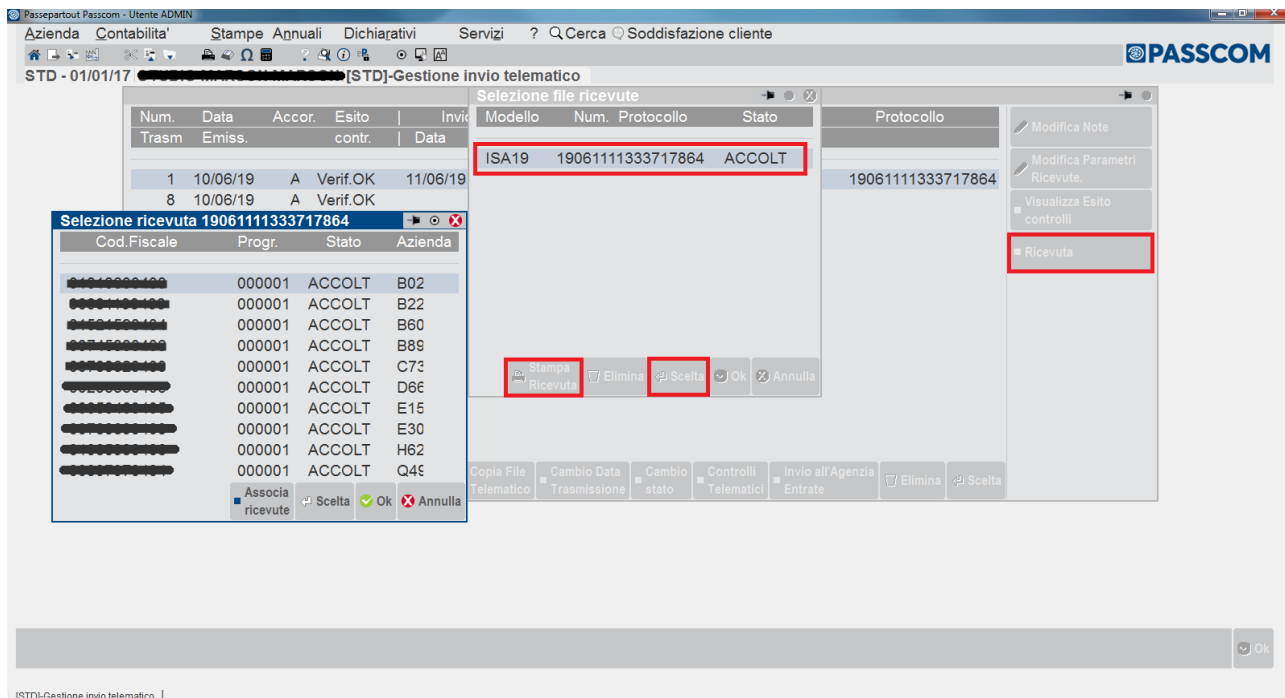 Passepartout Passcom - Utente ADMIN
Azienda Contabilita' Stampe Annuali Dichiarativi Servizi ? Cerca Soddisfazione cliente
PASSCOM
STD - 01/01/17 [STD]-Gestione invio telematico
Num. Data Accor. Esito | Invio Protocollo
Trasm Emiss. contr. | Data
1 10/06/19 A Verif.OK 11/06/19 19061111333717864
8 10/06/19 A Verif.OK
Selezione file ricevute
Modello Num. Protocollo Stato
ISA19 19061111333717864 ACCOLT
Stampa Ricevuta Elimina Scelta Ok Annulla
Modifica Note
Modifica Parametri
Ricevute.
Visualizza Esito
controlli
Ricevuta
Selezione ricevuta 19061111333717864
Cod.Fiscale Progr. Stato Azienda
000001 ACCOLT B02
000001 ACCOLT B22
000001 ACCOLT B60
000001 ACCOLT B89
000001 ACCOLT C73
000001 ACCOLT D66
000001 ACCOLT E15
000001 ACCOLT E30
000001 ACCOLT H62
000001 ACCOLT Q49
Associa ricevute Scelta Ok Annulla
Copia File Telematico Cambio Data Trasmissione Cambio stato Controlli Telematici Invio all'Agenzia Entrate Elimina Scelta
Ok
[STD]-Gestione invio telematico